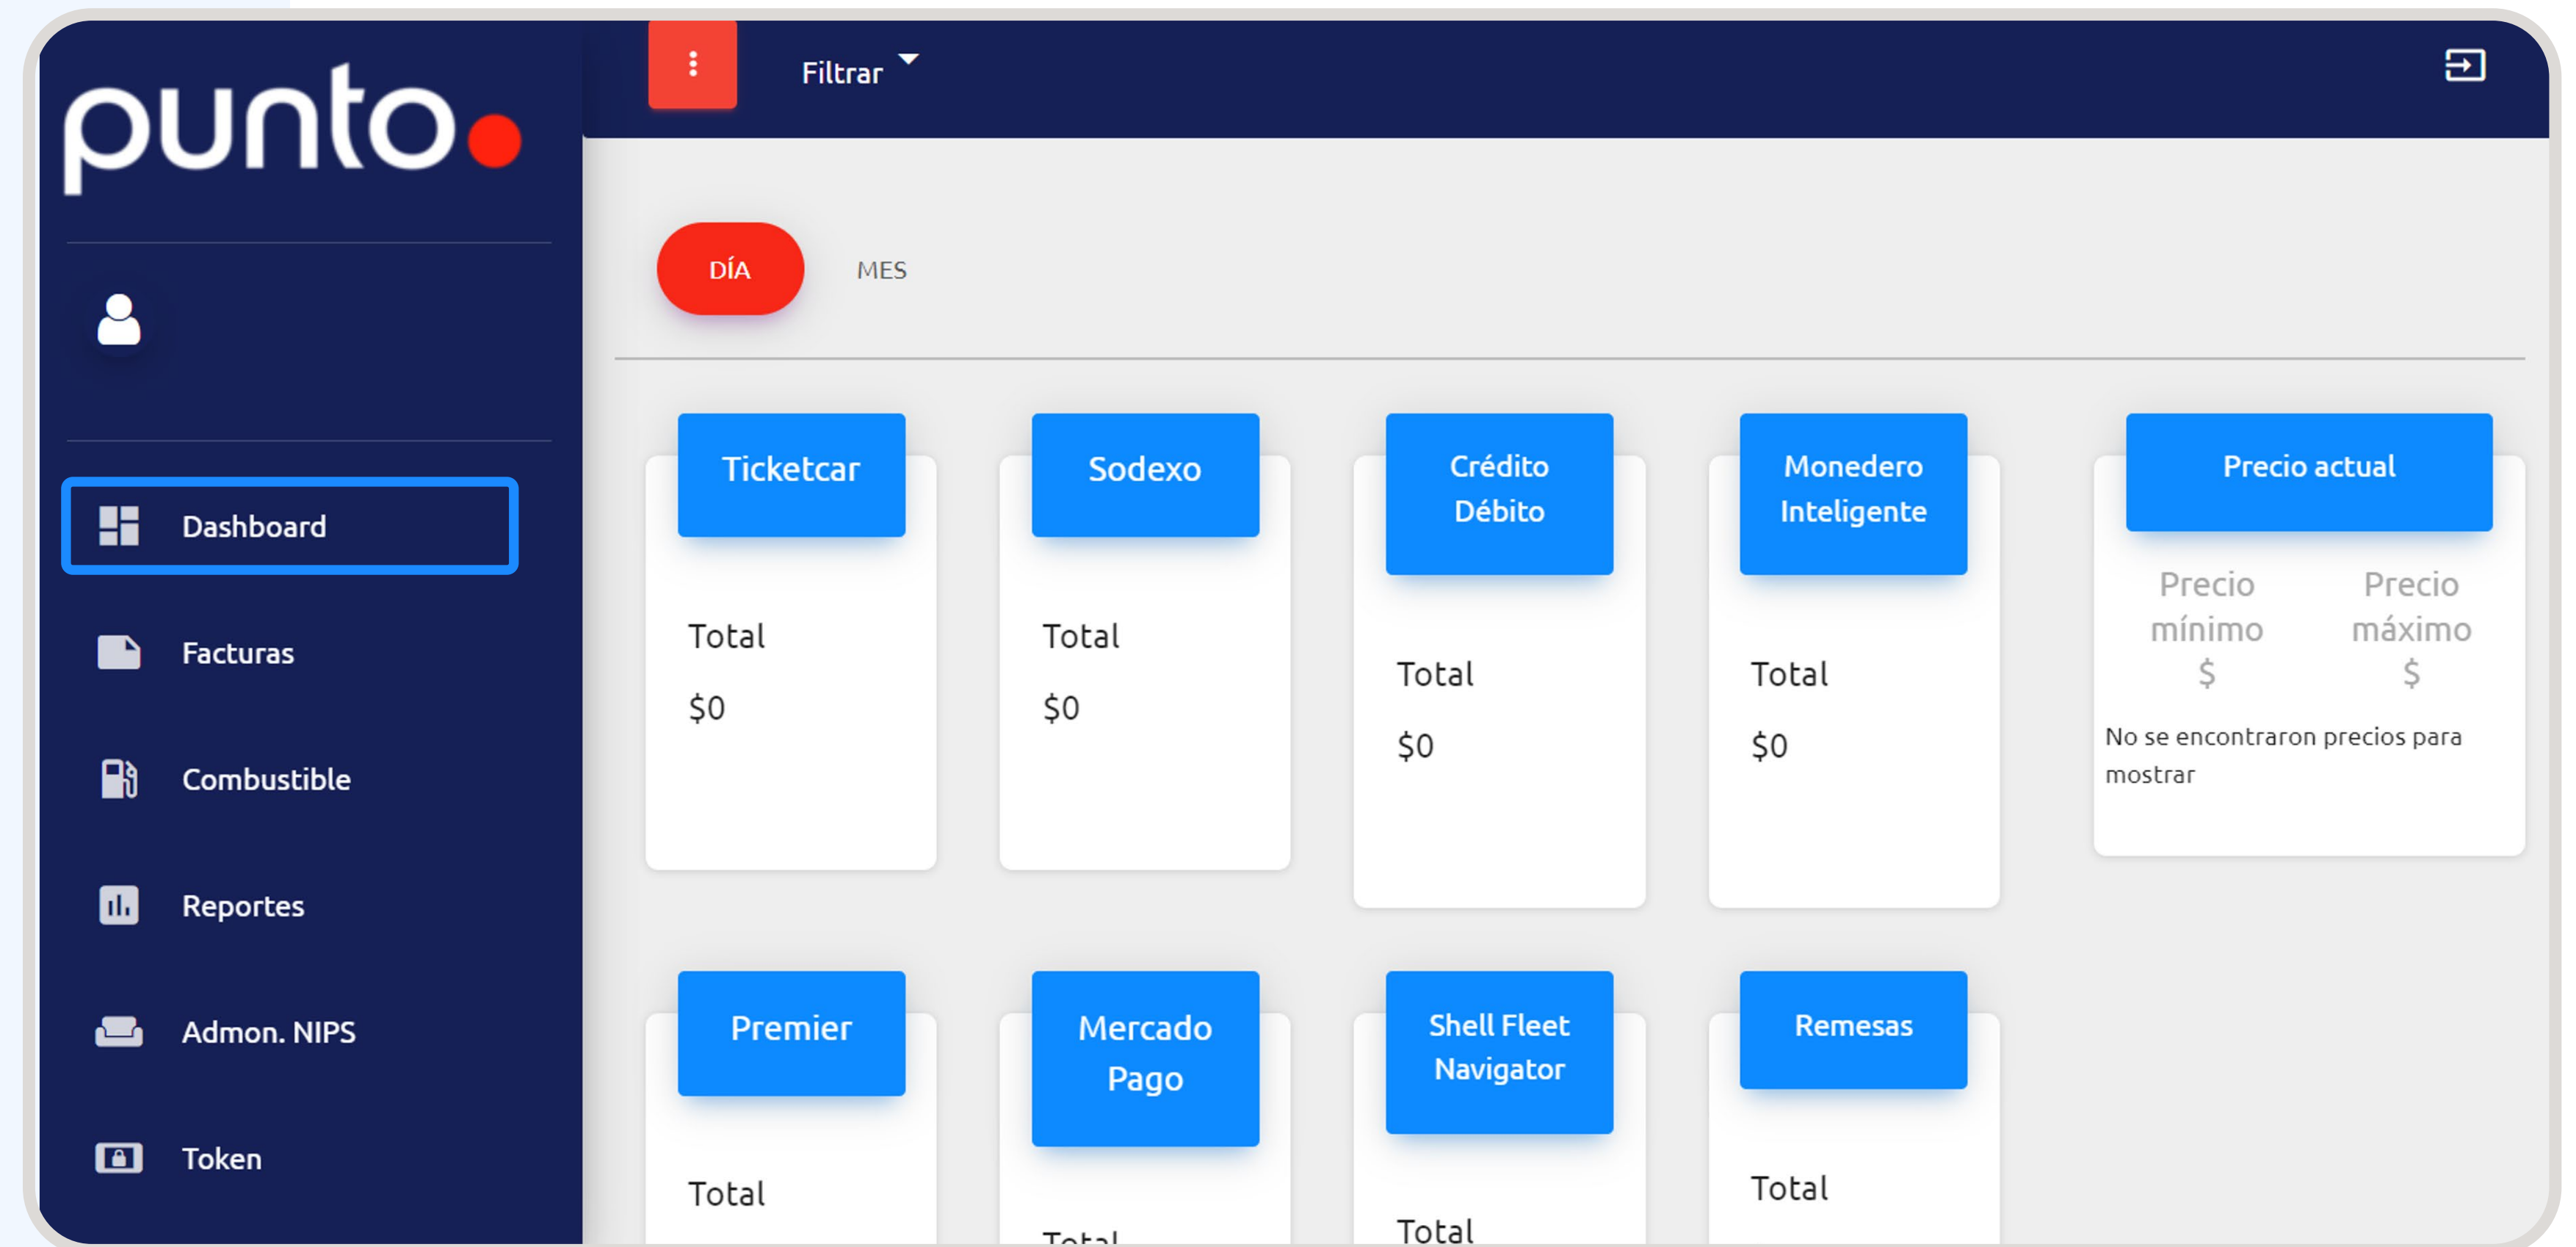 punto.
Filtrar
DÍA
MES
Dashboard
Facturas
Combustible
Reportes
Admon. NIPS
Token
Ticketcar
Total
$0
Sodexo
Total
$0
Crédito
Débito
Total
$0
Monedero
Inteligente
Total
$0
Precio actual
Precio
mínimo
$
Precio
máximo
$
No se encontraron precios para
mostrar
Premier
Total
Mercado
Pago
Total
Shell Fleet
Navigator
Total
Remesas
Total